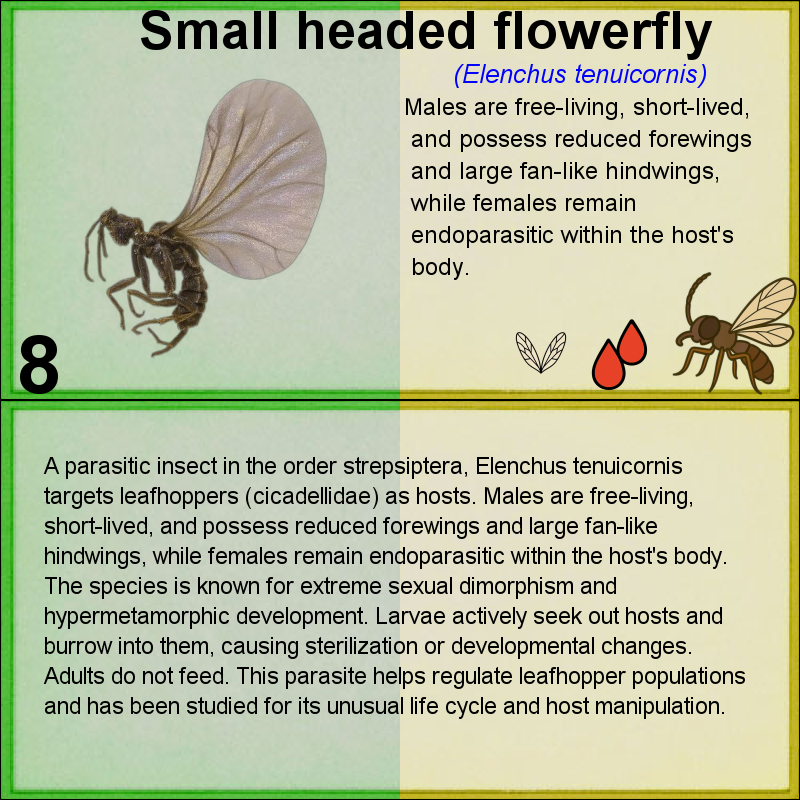 Small headed flowerfly
(Elenchus tenuicornis)
Males are free-living, short-lived,
and possess reduced forewings
and large fan-like hindwings,
while females remain
endoparasitic within the host's
body.
8
A parasitic insect in the order strepsiptera, Elenchus tenuicornis
targets leafhoppers (cicadellidae) as hosts. Males are free-living,
short-lived, and possess reduced forewings and large fan-like
hindwings, while females remain endoparasitic within the host's body.
The species is known for extreme sexual dimorphism and
hypermetamorphic development. Larvae actively seek out hosts and
burrow into them, causing sterilization or developmental changes.
Adults do not feed. This parasite helps regulate leafhopper populations
and has been studied for its unusual life cycle and host manipulation.